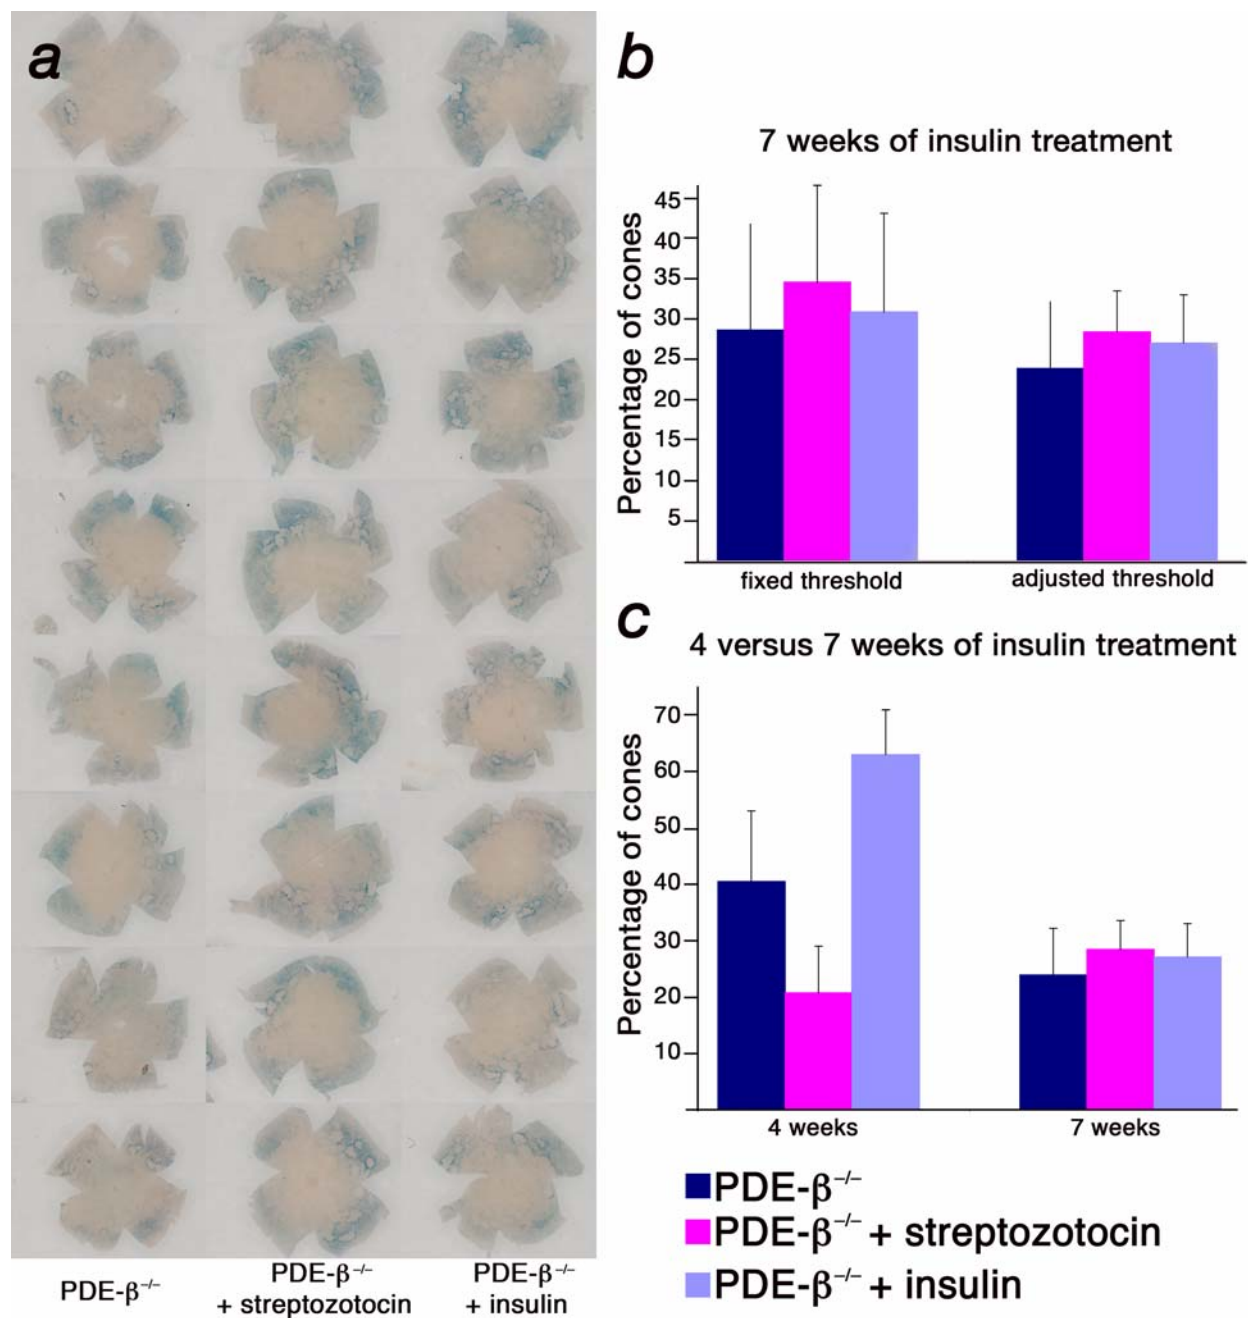 a
PDE-β⁻/⁻
PDE-β⁻/⁻
+ streptozotocin
PDE-β⁻/⁻
+ insulin
b
7 weeks of insulin treatment
Percentage of cones
45
40
35
30
25
20
15
10
5
fixed threshold
adjusted threshold
c
4 versus 7 weeks of insulin treatment
Percentage of cones
70
60
50
40
30
20
10
4 weeks
7 weeks
PDE-β⁻/⁻
PDE-β⁻/⁻ + streptozotocin
PDE-β⁻/⁻ + insulin